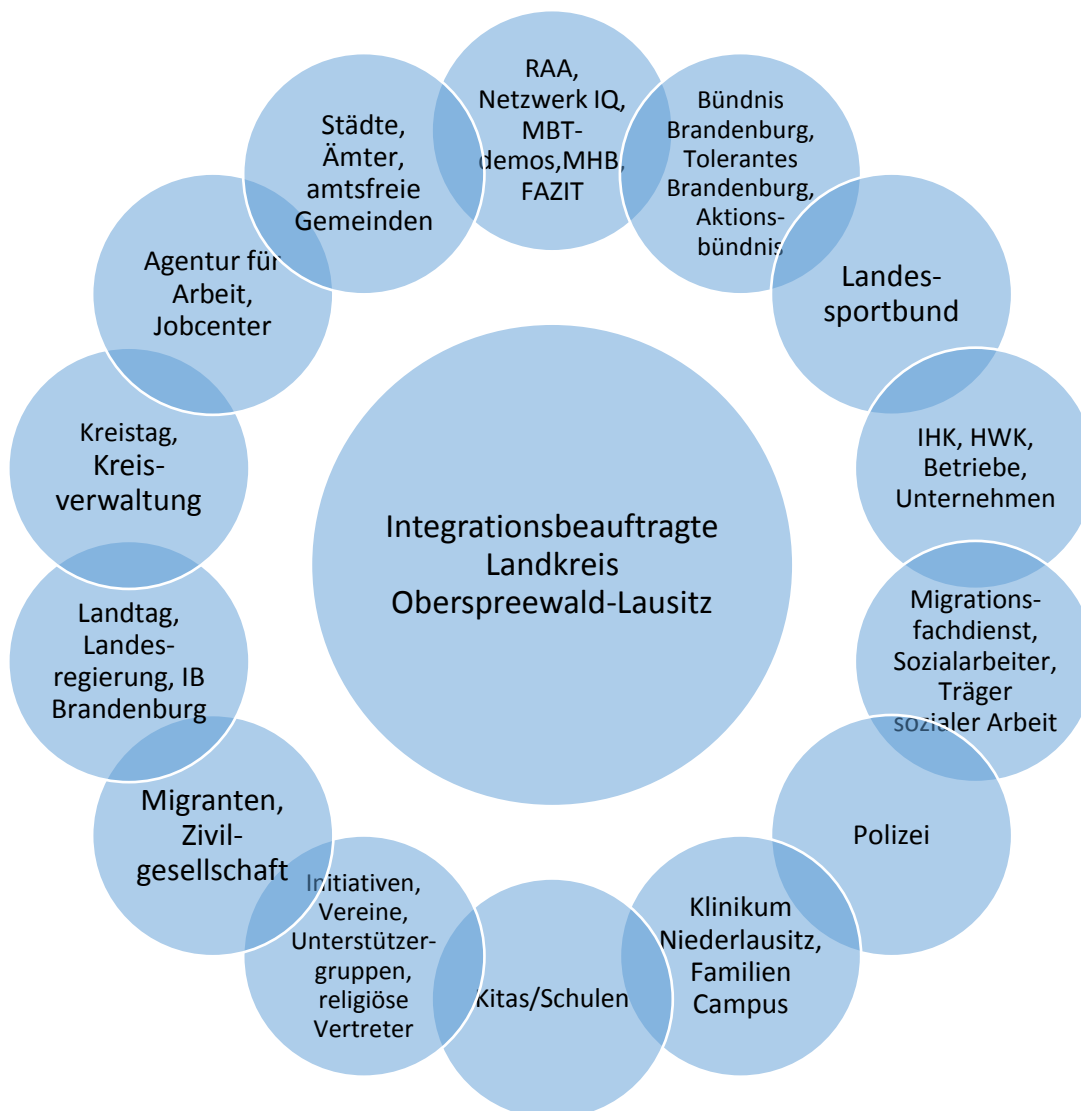 RAA,
Netzwerk IQ,
MBT-
demos,MHB,
FAZIT
Bündnis
Brandenburg,
Tolerantes
Brandenburg,
Aktions-
bündnis
Landes-
sportbund
IHK, HWK,
Betriebe,
Unternehmen
Migrations-
fachdienst,
Sozialarbeiter,
Träger
sozialer Arbeit
Polizei
Klinikum
Niederlausitz,
Familien
Campus
Kitas/Schulen
Initiativen,
Vereine,
Unterstützer-
gruppen,
religiöse
Vertreter
Migranten,
Zivil-
gesellschaft
Landtag,
Landes-
regierung, IB
Brandenburg
Kreistag,
Kreis-
verwaltung
Agentur für
Arbeit,
Jobcenter
Städte,
Ämter,
amtsfreie
Gemeinden
Integrationsbeauftragte
Landkreis
Oberspreewald-Lausitz